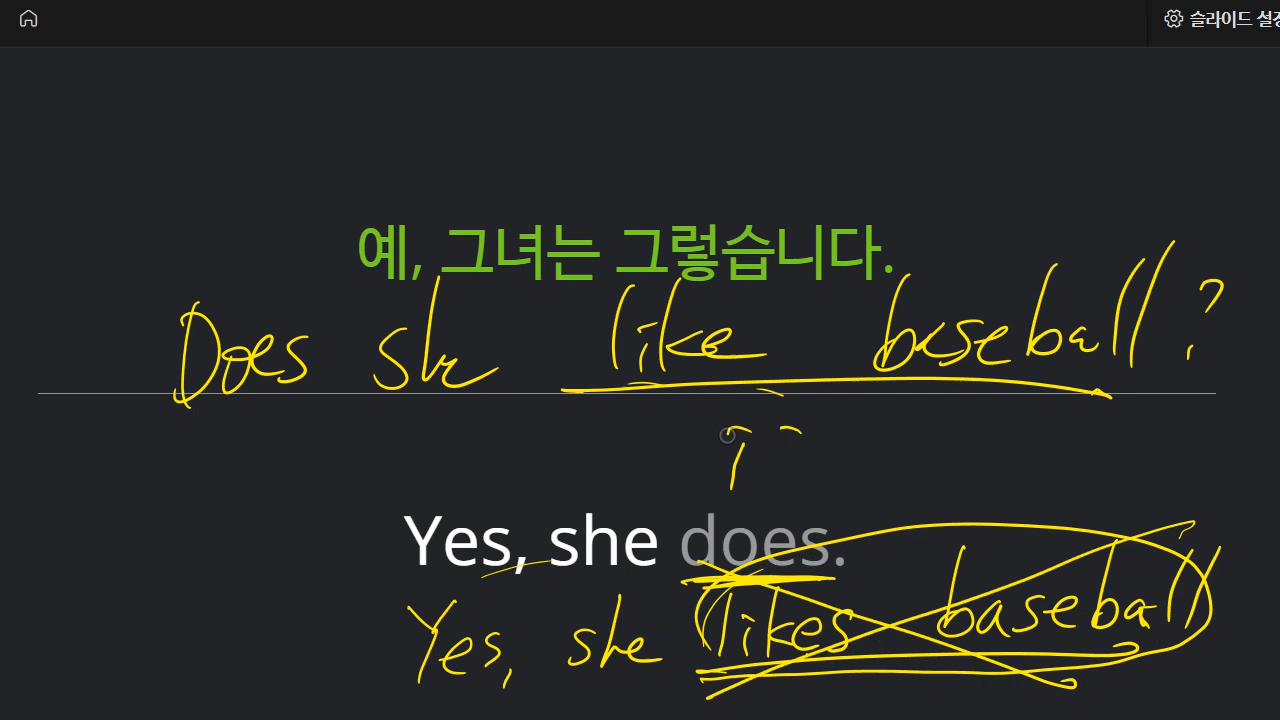 슬라이드 설정
예, 그녀는 그렇습니다.
Does she like baseball?
Yes, she does.
Yes, she likes baseball